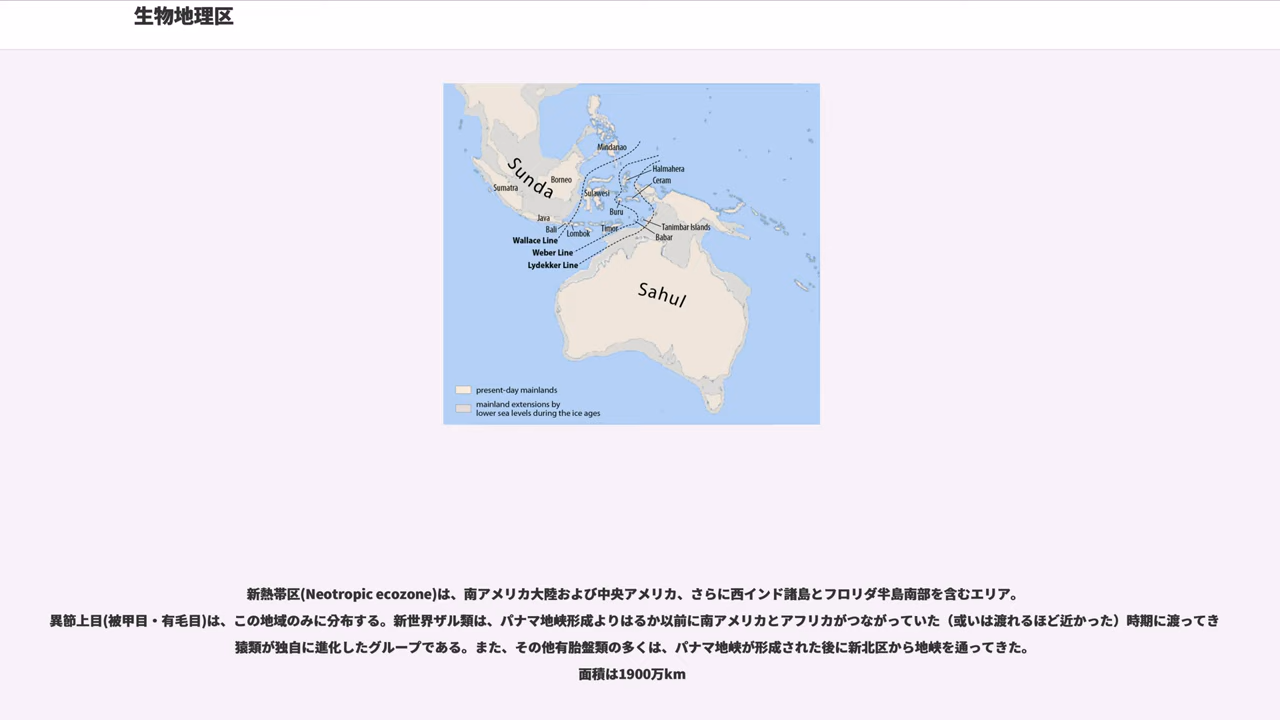 生物地理区
Mindanao
Halmahera
Ceram
Sunda
Borneo
Sumatra
Sulawesi
Buru
Java
Bali
Lombok
Timor
Tanimbar Islands
Babar
Wallace Line
Weber Line
Lydekker Line
Sahul
present-day mainlands
mainland extensions by
lower sea levels during the ice ages
新熱帯区(Neotropic ecozone)は、南アメリカ大陸および中央アメリカ、さらに西インド諸島とフロリダ半島南部を含むエリア。
異節上目(被甲目・有毛目)は、この地域のみに分布する。新世界ザル類は、パナマ地峡形成よりはるか以前に南アメリカとアフリカがつながっていた（或いは渡れるほど近かった）時期に渡ってき
猿類が独自に進化したグループである。また、その他有胎盤類の多くは、パナマ地峡が形成された後に新北区から地峡を通ってきた。
面積は1900万km